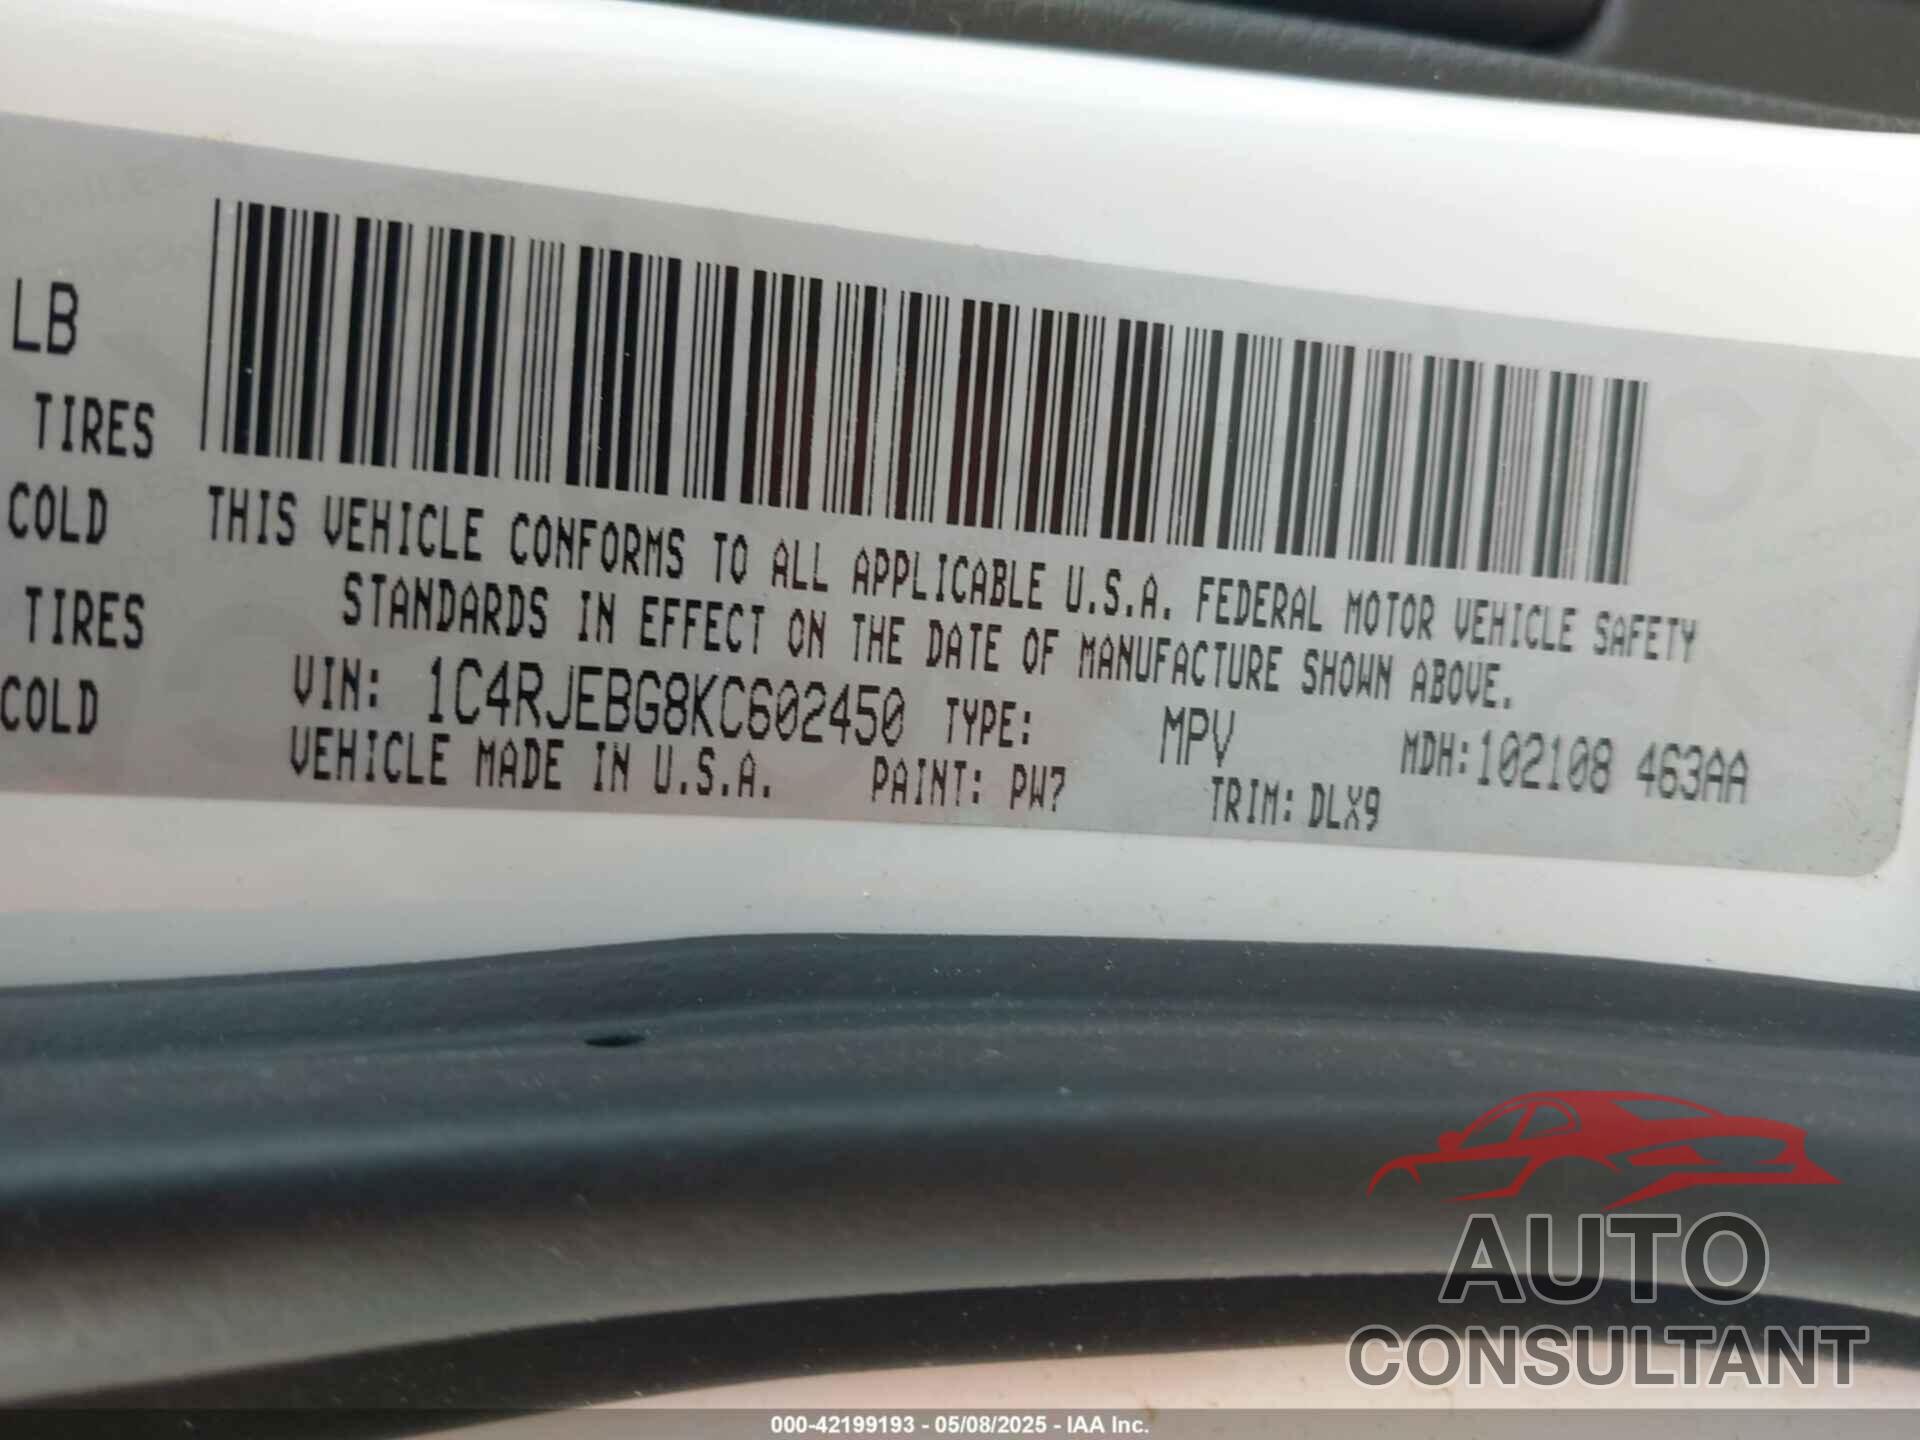 LB
TIRES
COLD
TIRES
COLD
THIS VEHICLE CONFORMS TO ALL APPLICABLE U.S.A. FEDERAL MOTOR VEHICLE SAFETY
STANDARDS IN EFFECT ON THE DATE OF MANUFACTURE SHOWN ABOVE.
VIN: 1C4RJEBG8KC602450 TYPE: MPV MDH:102108 463AA
VEHICLE MADE IN U.S.A. PAINT: PW7 TRIM: DLX9
AUTO
CONSULTANT
000-42199193 - 05/08/2025 - IAA Inc.